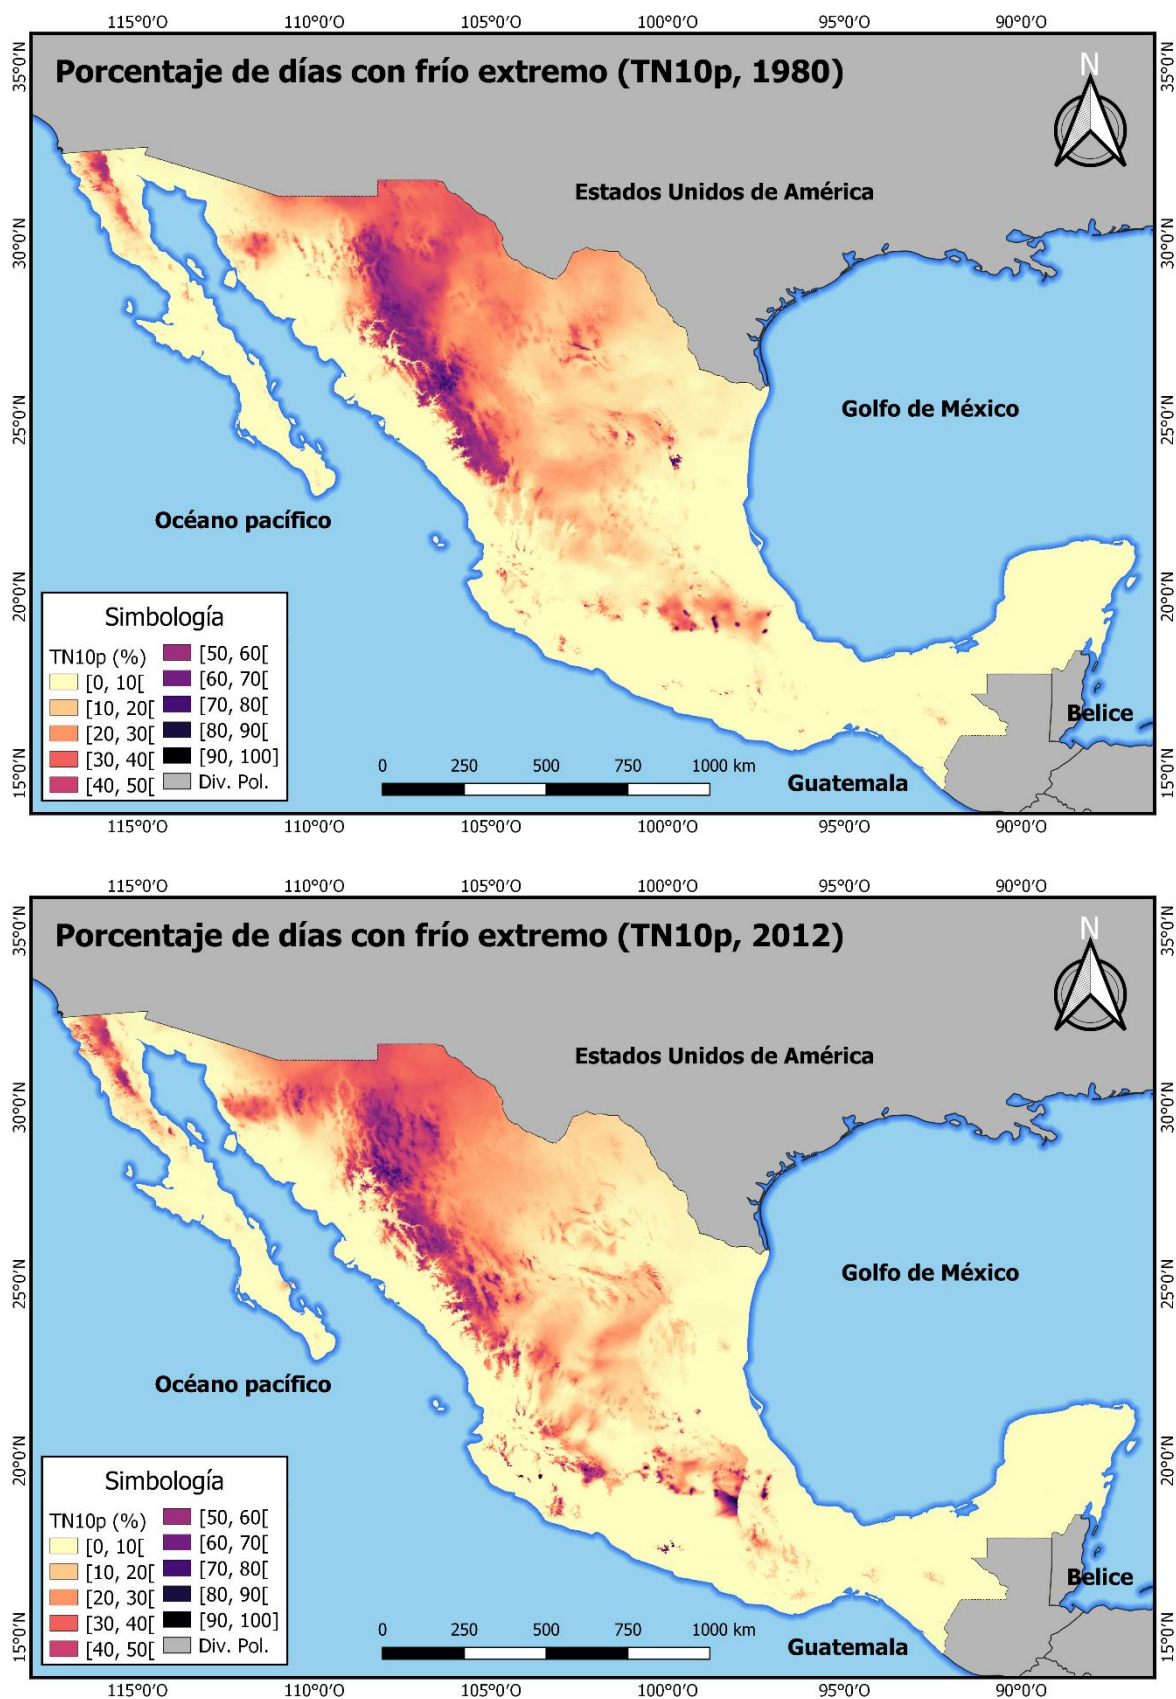 115°0'O 110°0'O 105°0'O 100°0'O 95°0'O 90°0'O
35°0'N
35°0'N
Porcentaje de días con frío extremo (TN10p, 1980)
N
Estados Unidos de América
30°0'N
30°0'N
Golfo de México
25°0'N
25°0'N
Océano pacífico
20°0'N
20°0'N
Simbología
TN10p (%)
[0, 10[
[10, 20[
[20, 30[
[30, 40[
[40, 50[
[50, 60[
[60, 70[
[70, 80[
[80, 90[
[90, 100]
Div. Pol.
Belice
0 250 500 750 1000 km
Guatemala
15°0'N
15°0'N
115°0'O 110°0'O 105°0'O 100°0'O 95°0'O 90°0'O
115°0'O 110°0'O 105°0'O 100°0'O 95°0'O 90°0'O
35°0'N
35°0'N
Porcentaje de días con frío extremo (TN10p, 2012)
N
Estados Unidos de América
30°0'N
30°0'N
Golfo de México
25°0'N
25°0'N
Océano pacífico
20°0'N
20°0'N
Simbología
TN10p (%)
[0, 10[
[10, 20[
[20, 30[
[30, 40[
[40, 50[
[50, 60[
[60, 70[
[70, 80[
[80, 90[
[90, 100]
Div. Pol.
Belice
0 250 500 750 1000 km
Guatemala
15°0'N
15°0'N
115°0'O 110°0'O 105°0'O 100°0'O 95°0'O 90°0'O